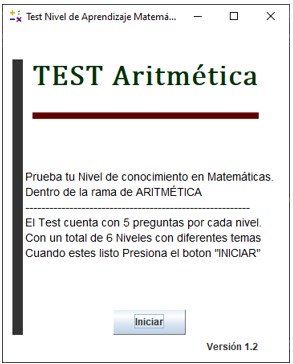 Test Nivel de Aprendizaje Matemá...
TEST Aritmética
Prueba tu Nivel de conocimiento en Matemáticas.
Dentro de la rama de ARITMÉTICA
------------------------------------------------------
El Test cuenta con 5 preguntas por cada nivel.
Con un total de 6 Niveles con diferentes temas
Cuando estes listo Presiona el boton "INICIAR"
Iniciar
Versión 1.2